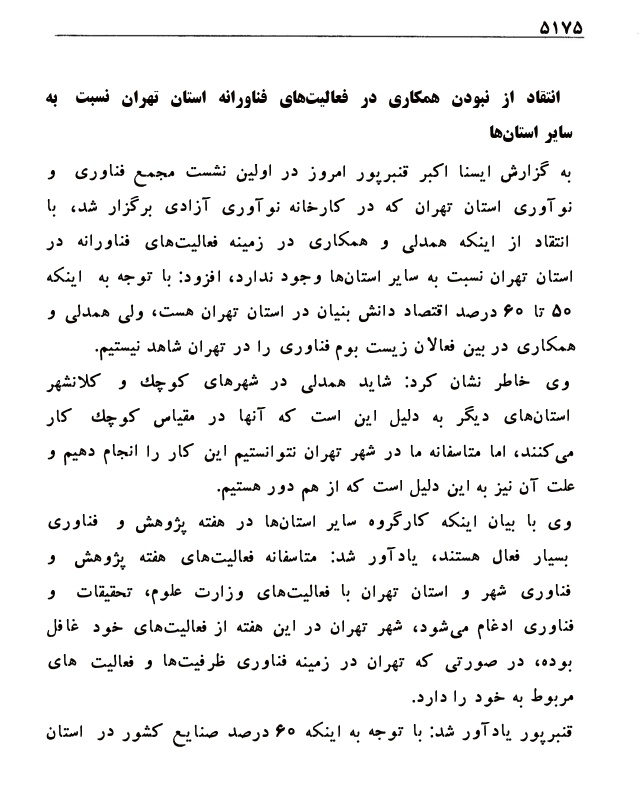 ۵۱۷۵
انتقاد از نبودن همکاری در فعالیت‌های فناورانه استان تهران نسبت به
سایر استان‌ها
به گزارش ایسنا اکبر قنبرپور امروز در اولین نشست مجمع فناوری و
نوآوری استان تهران که در کارخانه نوآوری آزادی برگزار شد، با
انتقاد از اینکه همدلی و همکاری در زمینه فعالیت‌های فناورانه در
استان تهران نسبت به سایر استان‌ها وجود ندارد، افزود: با توجه به اینکه
۵۰ تا ۶۰ درصد اقتصاد دانش بنیان در استان تهران هست، ولی همدلی و
همکاری در بین فعالان زیست بوم فناوری را در تهران شاهد نیستیم.
وی خاطر نشان کرد: شاید همدلی در شهرهای کوچك و کلانشهر
استان‌های دیگر به دلیل این است که آنها در مقیاس کوچك کار
می‌کنند، اما متاسفانه ما در شهر تهران نتوانستیم این کار را انجام دهیم و
علت آن نیز به این دلیل است که از هم دور هستیم.
وی با بیان اینکه کارگروه سایر استان‌ها در هفته پژوهش و فناوری
بسیار فعال هستند، یادآور شد: متاسفانه فعالیت‌های هفته پژوهش و
فناوری شهر و استان تهران با فعالیت‌های وزارت علوم، تحقیقات و
فناوری ادغام می‌شود، شهر تهران در این هفته از فعالیت‌های خود غافل
بوده، در صورتی که تهران در زمینه فناوری ظرفیت‌ها و فعالیت های
مربوط به خود را دارد.
قنبرپور یادآور شد: با توجه به اینکه ۶۰ درصد صنایع کشور در استان